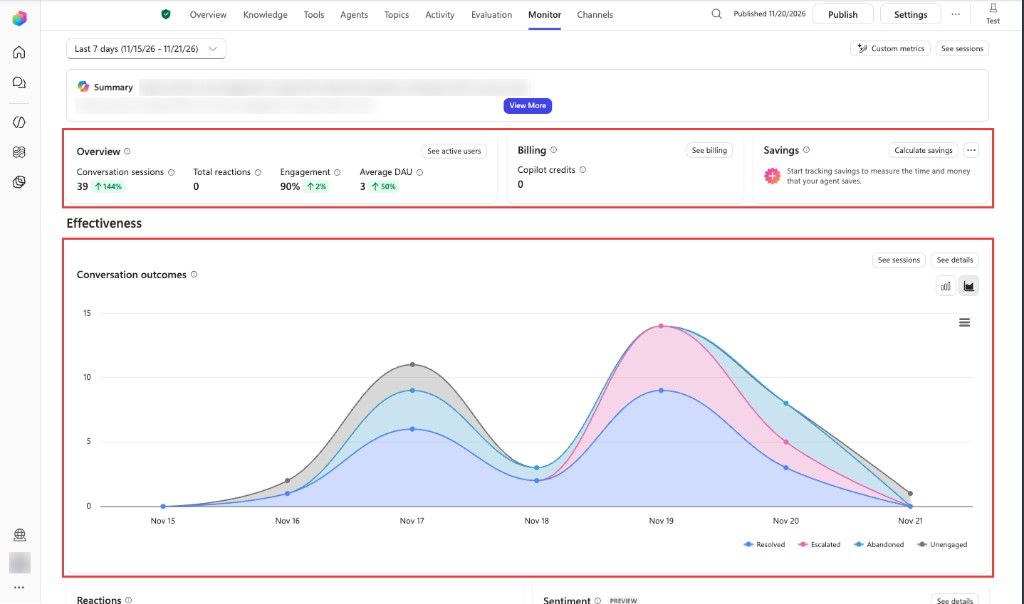 Overview Knowledge Tools Agents Topics Activity Evaluation Monitor Channels Published 11/20/2026 Publish Settings ... Test
Last 7 days (11/15/26 - 11/21/26) Custom metrics See sessions
Summary
View More
Overview See active users
Conversation sessions Total reactions Engagement Average DAU
39 ↑144% 0 90% ↑2% 3 ↑50%
Billing See billing
Copilot credits
0
Savings Calculate savings ...
Start tracking savings to measure the time and money
that your agent saves.
Effectiveness
See sessions See details
Conversation outcomes
15
10
5
0
Nov 15 Nov 16 Nov 17 Nov 18 Nov 19 Nov 20 Nov 21
Resolved Escalated Abandoned Unengaged
Reactions
Sentiment PREVIEW See details